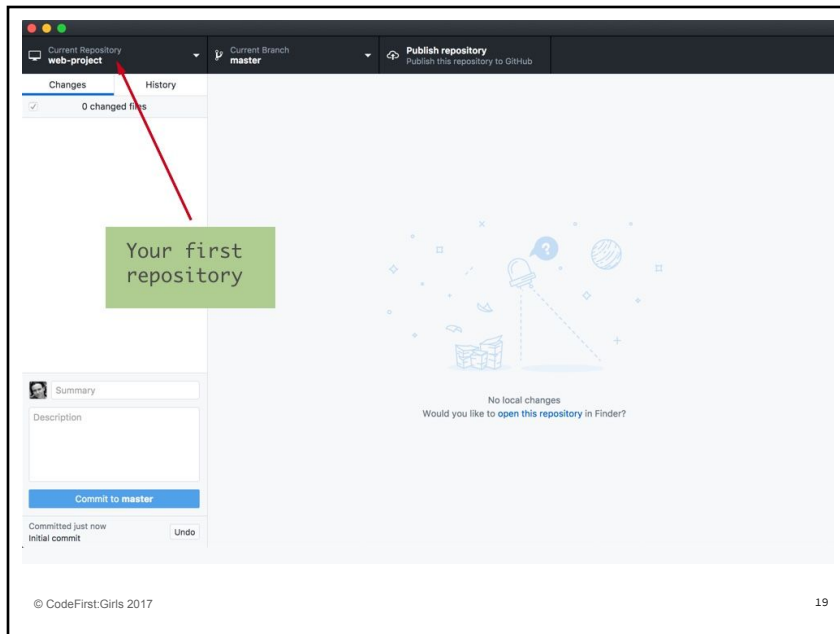 Current Repository
web-project
Current Branch
master
Publish repository
Publish this repository to GitHub
Changes
History
0 changed files
Your first
repository
?
Summary
Description
Commit to master
Committed just now
Initial commit
Undo
No local changes
Would you like to open this repository in Finder?
© CodeFirst:Girls 2017
19